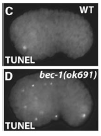 C
WT
TUNEL
D
bec-1(ok691)
TUNEL